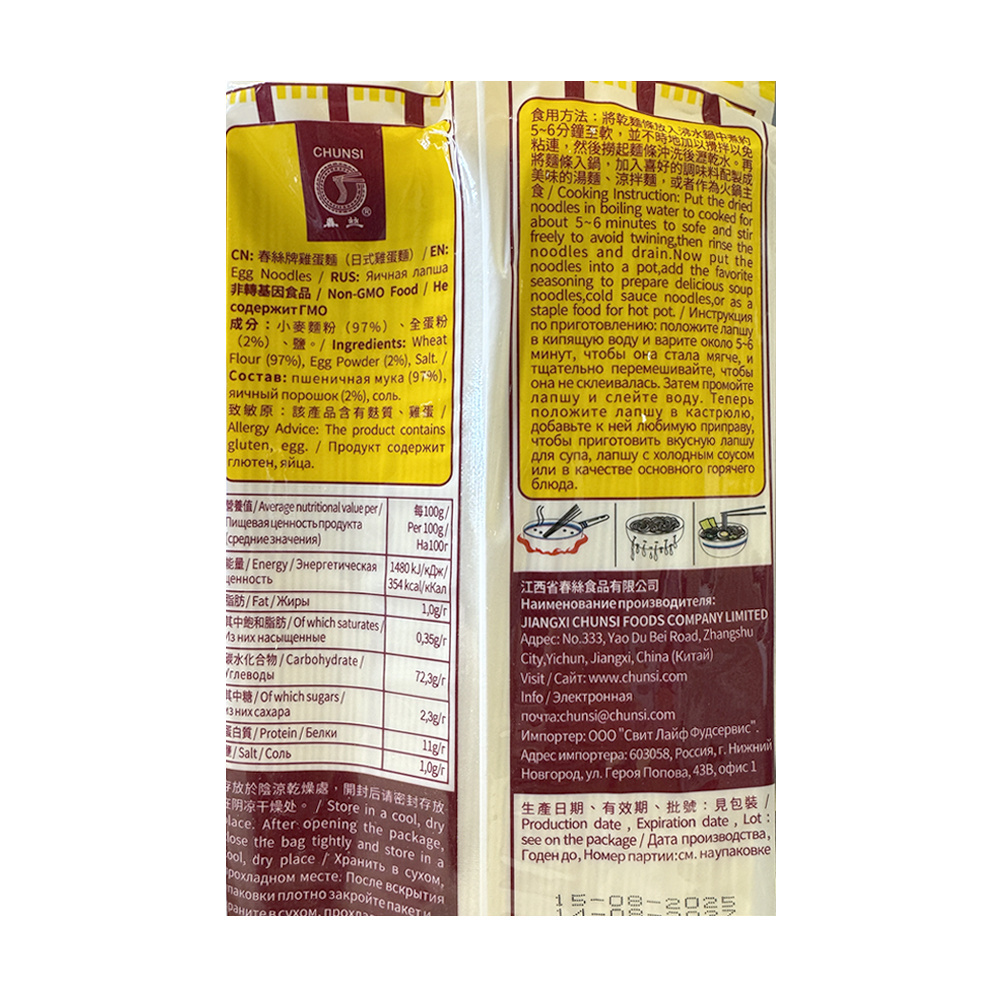 CHUNSI
®
CN: 春絲牌雞蛋麵（日式雞蛋麵）/ EN:
Egg Noodles / RUS: Яичная лапша
非轉基因食品 / Non-GMO Food / Не
содержит ГМО
成分：小麥麵粉（97%）、全蛋粉
（2%）、鹽。/ Ingredients: Wheat
Flour (97%), Egg Powder (2%), Salt. /
Состав: пшеничная мука (97%),
яичный порошок (2%), соль.
致敏原：該產品含有麩質、雞蛋 /
Allergy Advice: The product contains
gluten, egg. / Продукт содержит
глютен, яйца.
營養值 / Average nutritional value per /
Пищевая ценность продукта
(средние значения)
每100g /
Per 100g /
На 100г
能量 / Energy / Энергетическая
ценность
1480 kJ/кДж/
354 kcal/кКал
脂肪 / Fat / Жиры
1,0g/г
其中飽和脂肪 / Of which saturates /
Из них насыщенные
0,35g/г
碳水化合物 / Carbohydrate /
Углеводы
72,3g/г
其中糖 / Of which sugars /
из них сахара
2,3g/г
蛋白質 / Protein / Белки
11g/г
/ Salt / Соль
1,0g/г
存放於陰涼乾燥處，開封后请密封存放
在阴凉干燥处。/ Store in a cool, dry
place. After opening the package,
close the bag tightly and store in a
cool, dry place / Хранить в сухом,
прохладном месте. После вскрытия
упаковки плотно закройте пакет и
храните в сухом, прохла
食用方法：將乾麵條放入沸水鍋中煮約
5~6分鐘至軟，並不時地加以攪拌以免
粘連，然後撈起麵條沖洗後瀝乾水。再
將麵條入鍋，加入喜好的調味料配製成
美味的湯麵、涼拌麵，或者作為火鍋主
食 / Cooking Instruction: Put the dried
noodles in boiling water to cooked for
about 5~6 minutes to sofe and stir
freely to avoid twining,then rinse the
noodles and drain.Now put the
noodles into a pot,add the favorite
seasoning to prepare delicious soup
noodles,cold sauce noodles,or as a
staple food for hot pot. / Инструкция
по приготовлению: положите лапшу
в кипящую воду и варите около 5-6
минут, чтобы она стала мягче, и
тщательно перемешивайте, чтобы
она не склеивалась. Затем промойте
лапшу и слейте воду. Теперь
положите лапшу в кастрюлю,
добавьте к ней любимую приправу,
чтобы приготовить вкусную лапшу
для супа, лапшу с холодным соусом
или в качестве основного горячего
блюда.
江西省春絲食品有限公司
Наименование производителя:
JIANGXI CHUNSI FOODS COMPANY LIMITED
Адрес: No.333, Yao Du Bei Road, Zhangshu
City,Yichun, Jiangxi, China (Китай)
Visit / Сайт: www.chunsi.com
Info / Электронная
почта:chunsi@chunsi.com
Импортер: ООО "Свит Лайф Фудсервис".
Адрес импортера: 603058, Россия, г. Нижний
Новгород, ул. Героя Попова, 43В, офис 1
生產日期、有效期、批號：見包裝 /
Production date , Expiration date , Lot :
see on the package / Дата производства,
Годен до, Номер партии: см. на упаковке
15-08-2025
14-08-2027